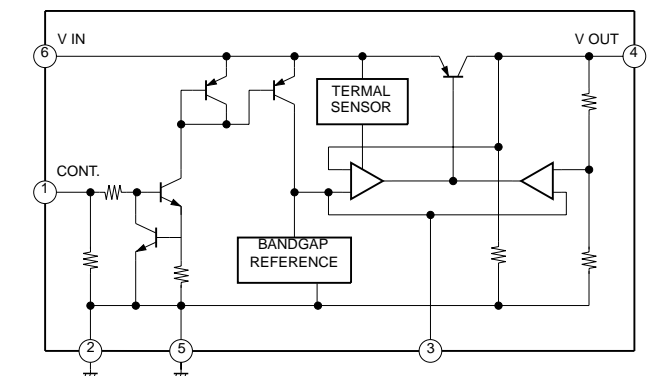 V IN
V OUT
6
4
TERMAL
SENSOR
CONT.
1
BANDGAP
REFERENCE
2
5
3